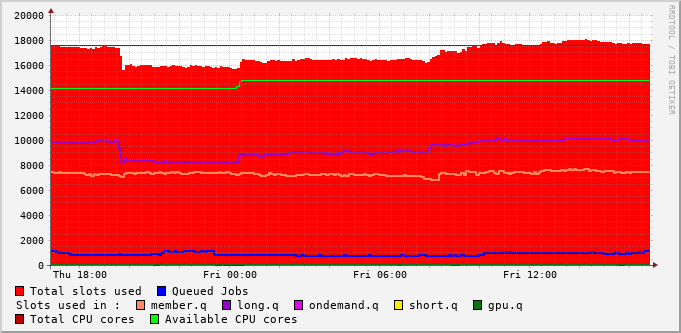 RRDTOOL / TOBI OETIKER
20000
18000
16000
14000
12000
10000
8000
6000
4000
2000
0
Thu 18:00 Fri 00:00 Fri 06:00 Fri 12:00
Total slots used Queued Jobs
Slots used in : member.q long.q ondemand.q short.q gpu.q
Total CPU cores Available CPU cores